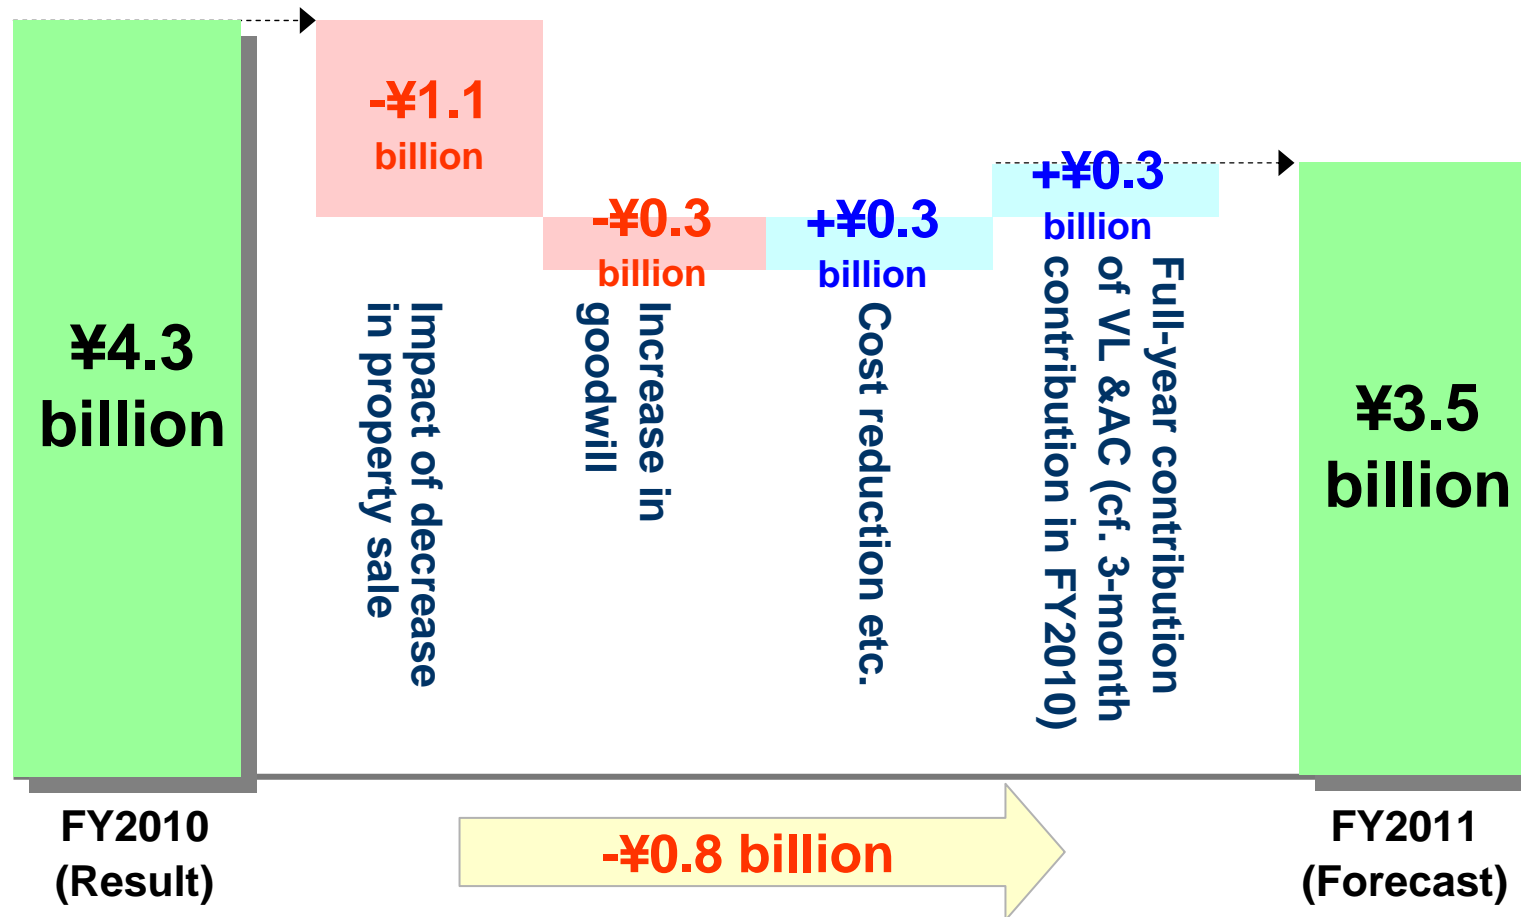 ¥4.3
billion
-¥1.1
billion
Impact of decrease
in property sale
-¥0.3
billion
Increase in
goodwill
+¥0.3
billion
Cost reduction etc.
+¥0.3
billion
Full-year contribution
of VL &AC (cf. 3-month
contribution in FY2010)
¥3.5
billion
FY2010
(Result)
-¥0.8 billion
FY2011
(Forecast)